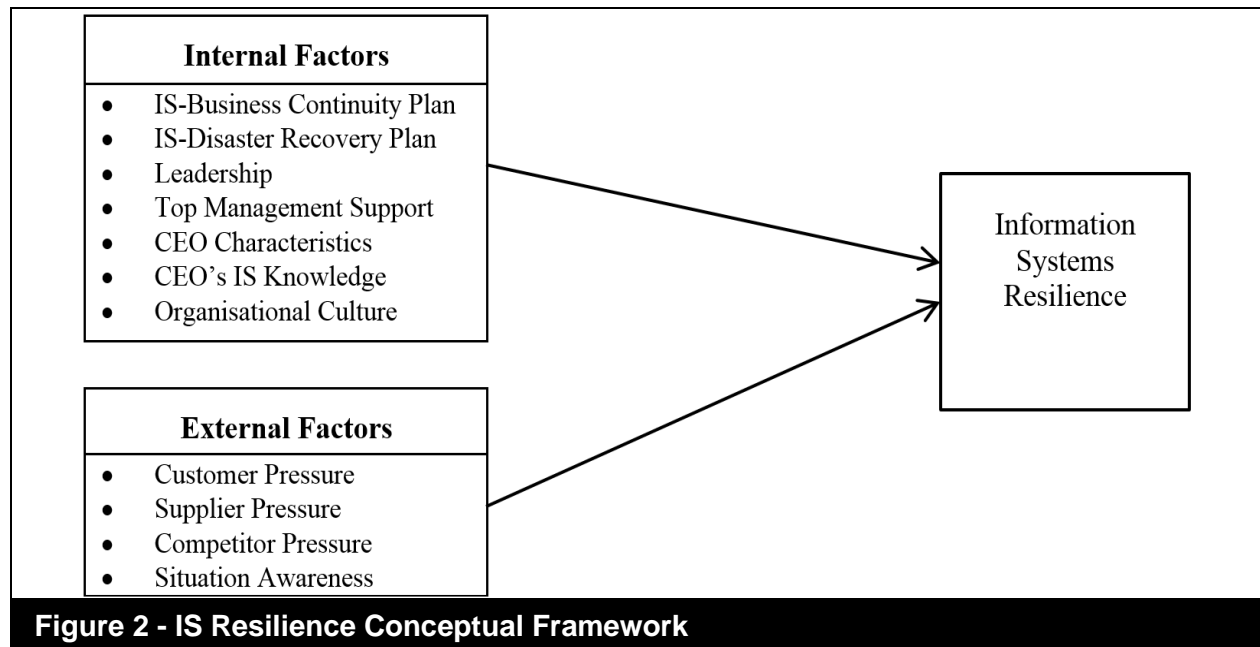 Internal Factors
• IS-Business Continuity Plan
• IS-Disaster Recovery Plan
• Leadership
• Top Management Support
• CEO Characteristics
• CEO’s IS Knowledge
• Organisational Culture
External Factors
• Customer Pressure
• Supplier Pressure
• Competitor Pressure
• Situation Awareness
Information
Systems
Resilience
Figure 2 - IS Resilience Conceptual Framework